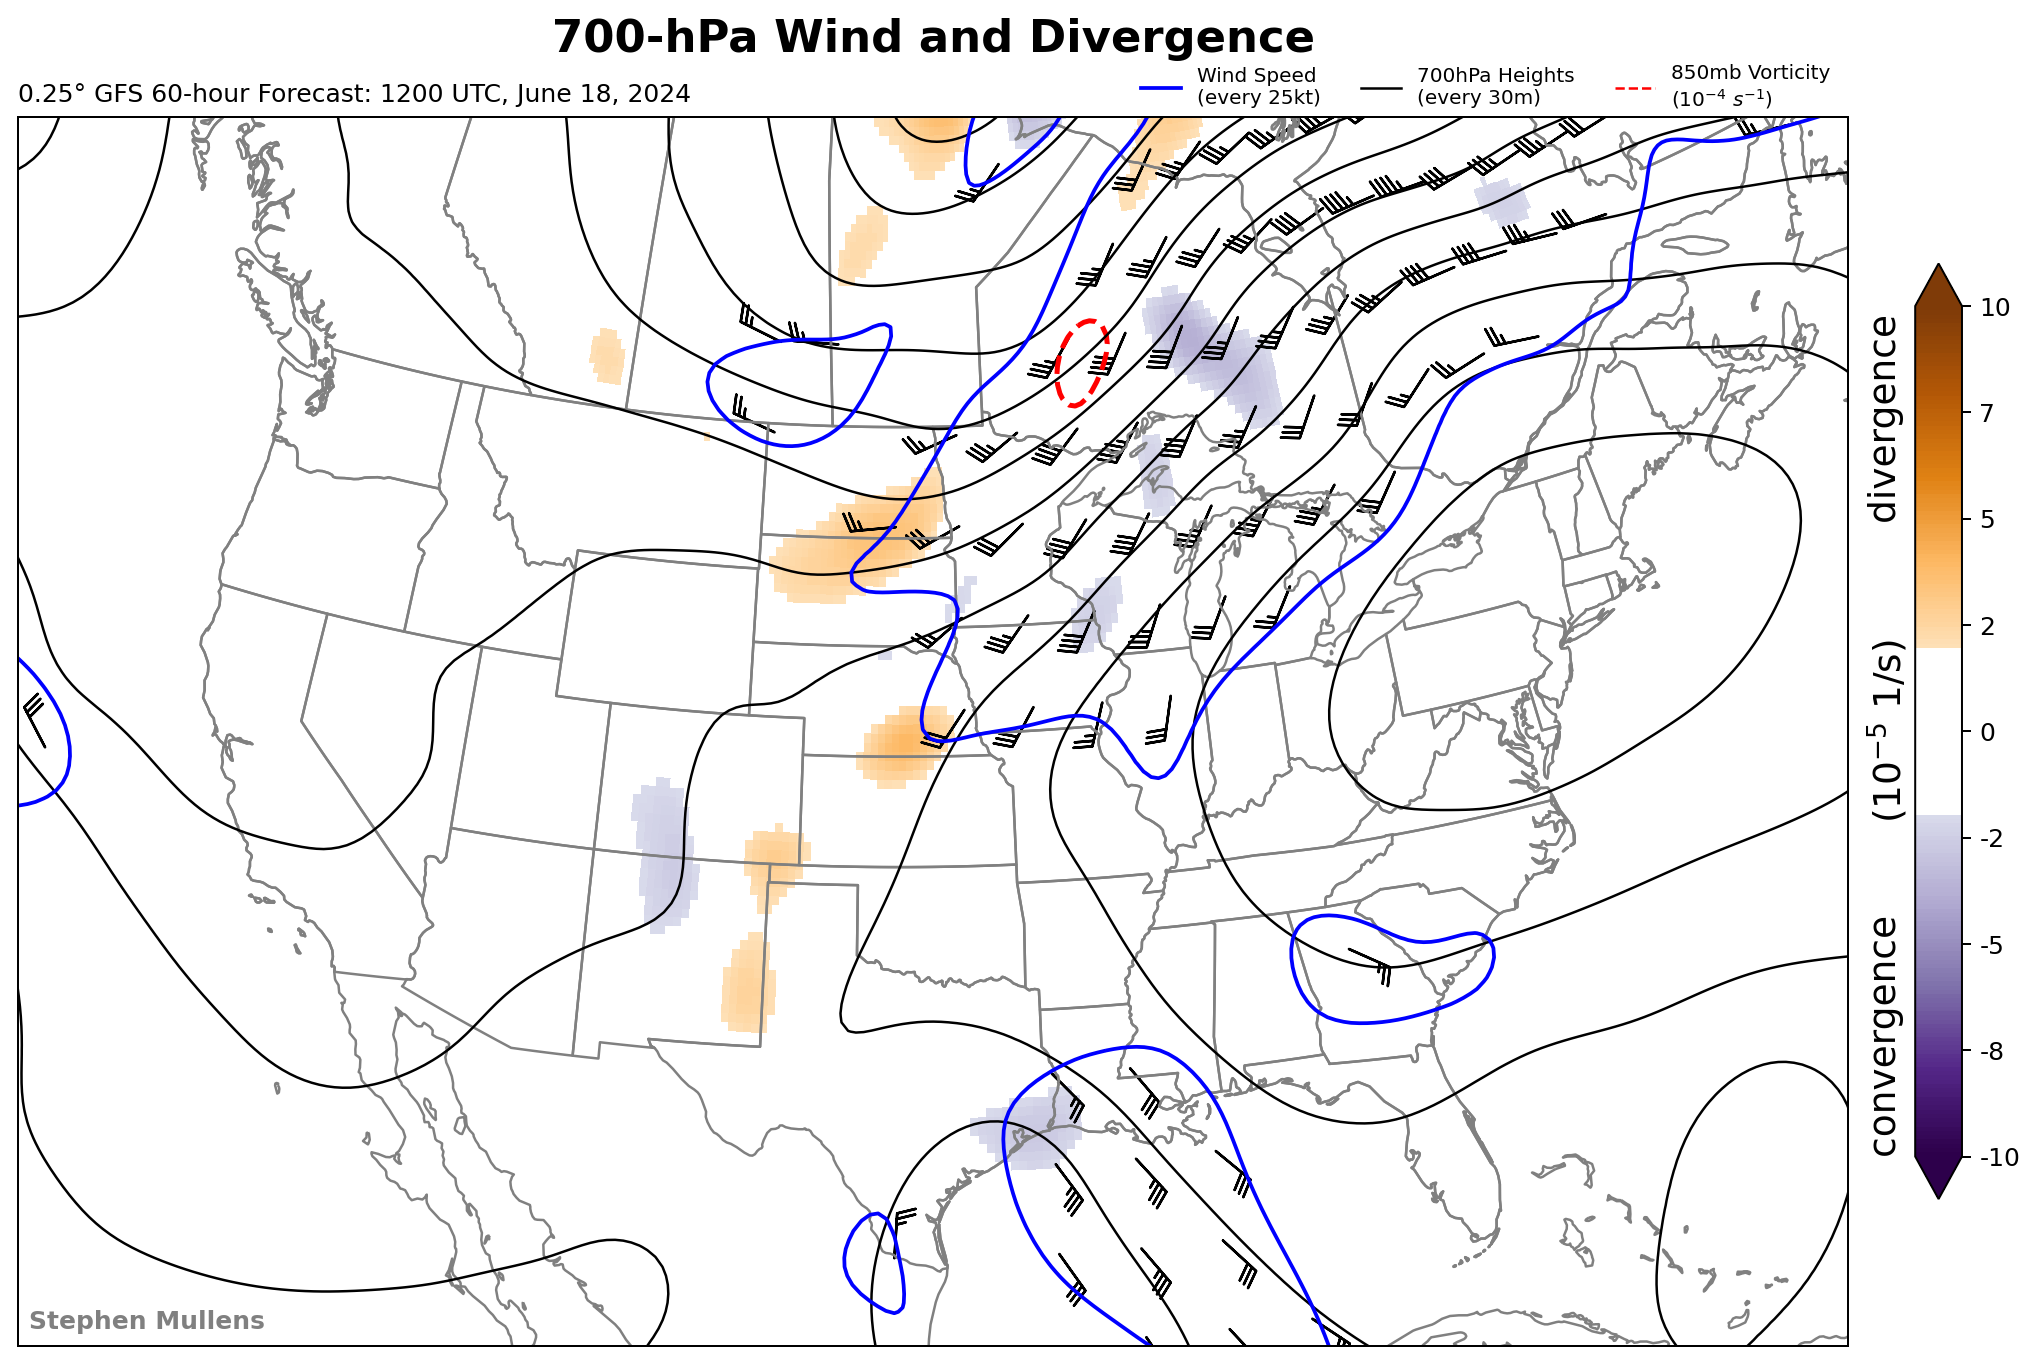 700-hPa Wind and Divergence
0.25° GFS 60-hour Forecast: 1200 UTC, June 18, 2024
Wind Speed
(every 25kt)
700hPa Heights
(every 30m)
850mb Vorticity
(10⁻⁴ s⁻¹)
10
7
5
2
0
-2
-5
-8
-10
convergence (10⁻⁵ 1/s) divergence
Stephen Mullens